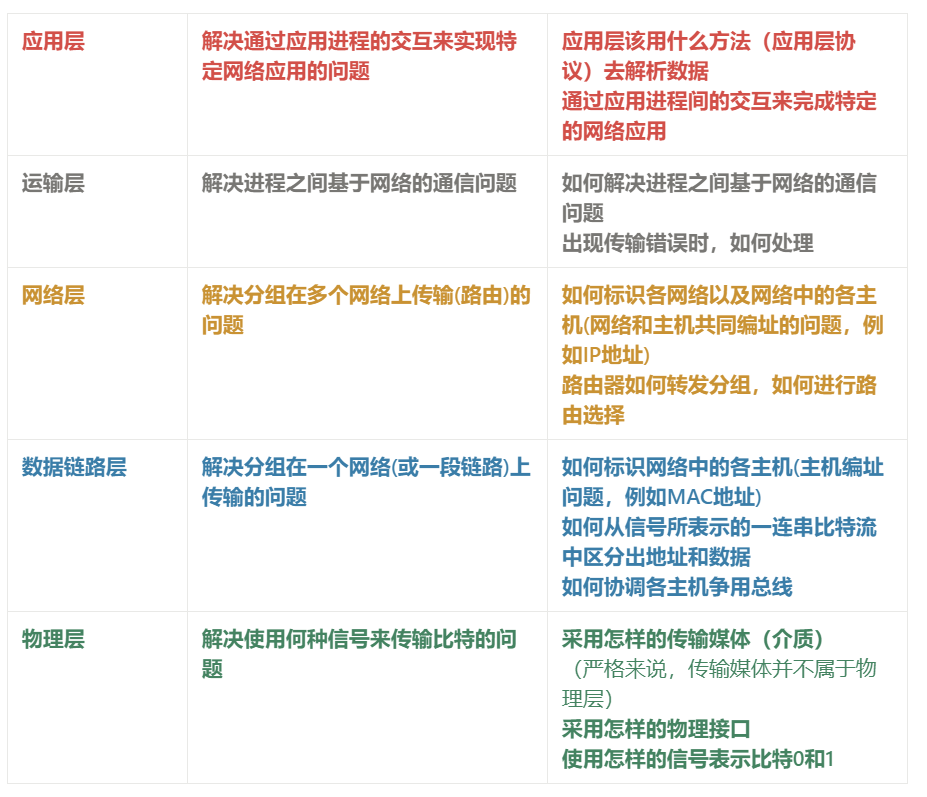 应用层
解决通过应用进程的交互来实现特
定网络应用的问题
应用层该用什么方法（应用层协
议）去解析数据
通过应用进程间的交互来完成特定
的网络应用
运输层
解决进程之间基于网络的通信问题
如何解决进程之间基于网络的通信
问题
出现传输错误时，如何处理
网络层
解决分组在多个网络上传输(路由)的
问题
如何标识各网络以及网络中的各主
机(网络和主机共同编址的问题，例
如IP地址)
路由器如何转发分组，如何进行路
由选择
数据链路层
解决分组在一个网络(或一段链路)上
传输的问题
如何标识网络中的各主机(主机编址
问题，例如MAC地址)
如何从信号所表示的一连串比特流
中区分出地址和数据
如何协调各主机争用总线
物理层
解决使用何种信号来传输比特的问
题
采用怎样的传输媒体（介质）
（严格来说，传输媒体并不属于物
理层）
采用怎样的物理接口
使用怎样的信号表示比特0和1